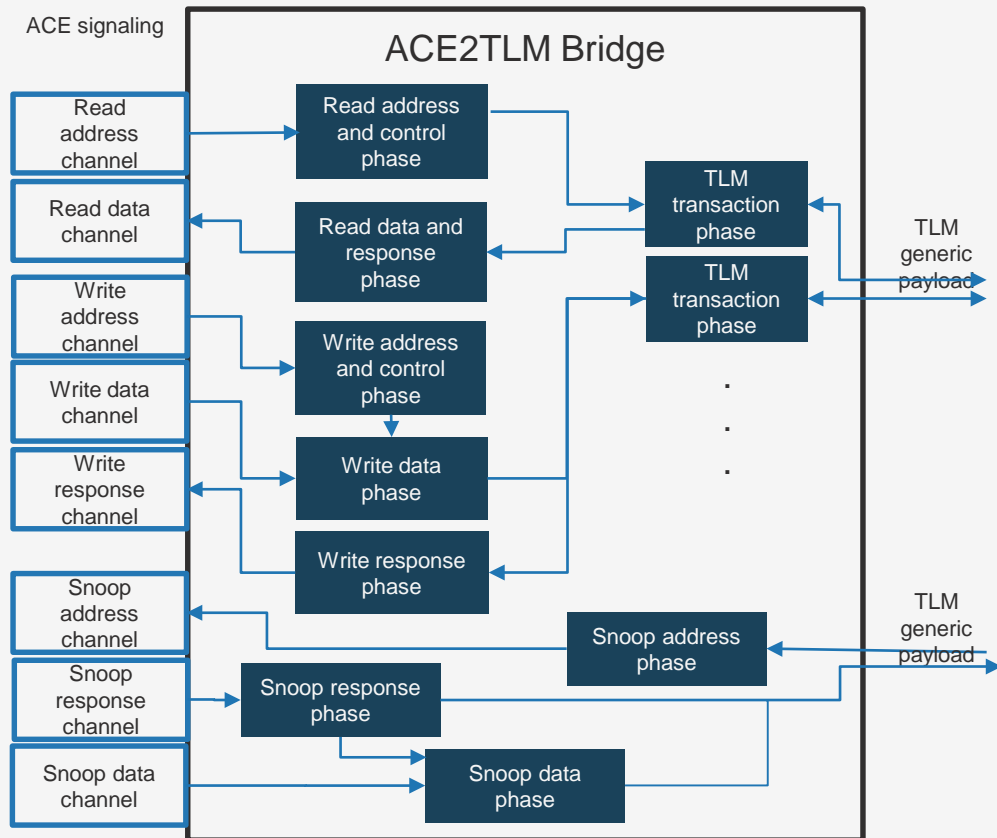 ACE signaling
ACE2TLM Bridge
Read
address
channel
Read address
and control
phase
TLM
transaction
phase
Read data
channel
Read data and
response
phase
TLM
generic
payload
TLM
transaction
phase
Write
address
channel
Write address
and control
phase
Write data
channel
.
.
.
Write data
phase
Write
response
channel
Write response
phase
Snoop
address
channel
Snoop address
phase
TLM
generic
payload
Snoop
response
channel
Snoop response
phase
Snoop data
channel
Snoop data
phase